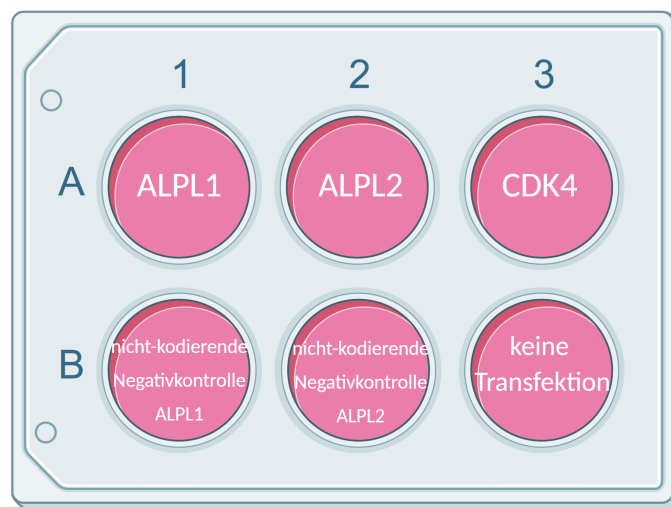 1 2 3
A ALPL1 ALPL2 CDK4
B
nicht-kodierende
Negativkontrolle
ALPL1
nicht-kodierende
Negativkontrolle
ALPL2
keine
Transfektion